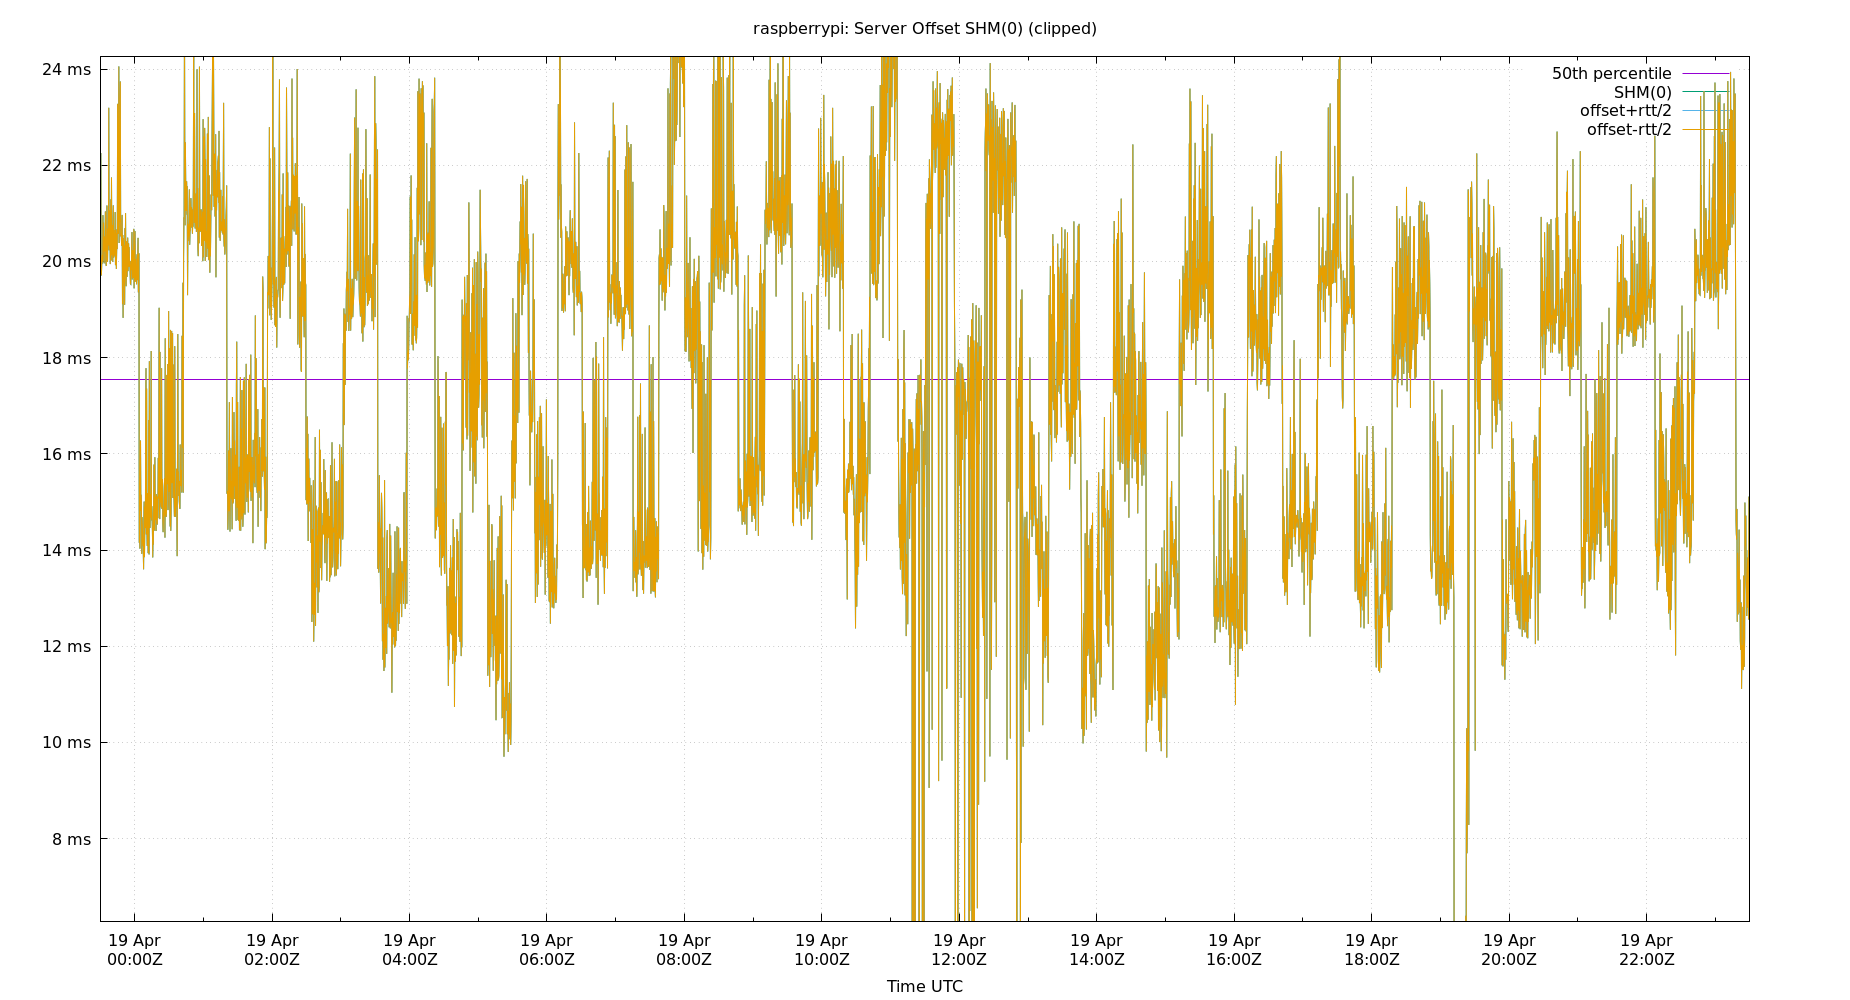 raspberrypi: Server Offset SHM(0) (clipped)
50th percentile
SHM(0)
offset+rtt/2
offset-rtt/2
24 ms
22 ms
20 ms
18 ms
16 ms
14 ms
12 ms
10 ms
8 ms
19 Apr 19 Apr 19 Apr 19 Apr 19 Apr 19 Apr 19 Apr 19 Apr 19 Apr 19 Apr 19 Apr 19 Apr
00:00Z 02:00Z 04:00Z 06:00Z 08:00Z 10:00Z 12:00Z 14:00Z 16:00Z 18:00Z 20:00Z 22:00Z
Time UTC